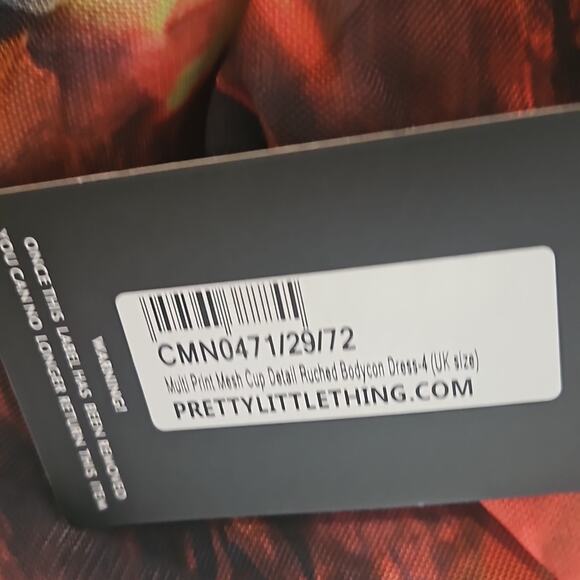 CMN0471/29/72
Multi Print Mesh Cup Detail Ruched Bodycon Dress-4 (UK size)
PRETTYLITTLETHING.COM
WARNING!
ONCE THIS LABEL HAS BEEN REMOVED
YOU CAN NO LONGER RETURN THIS ITEM